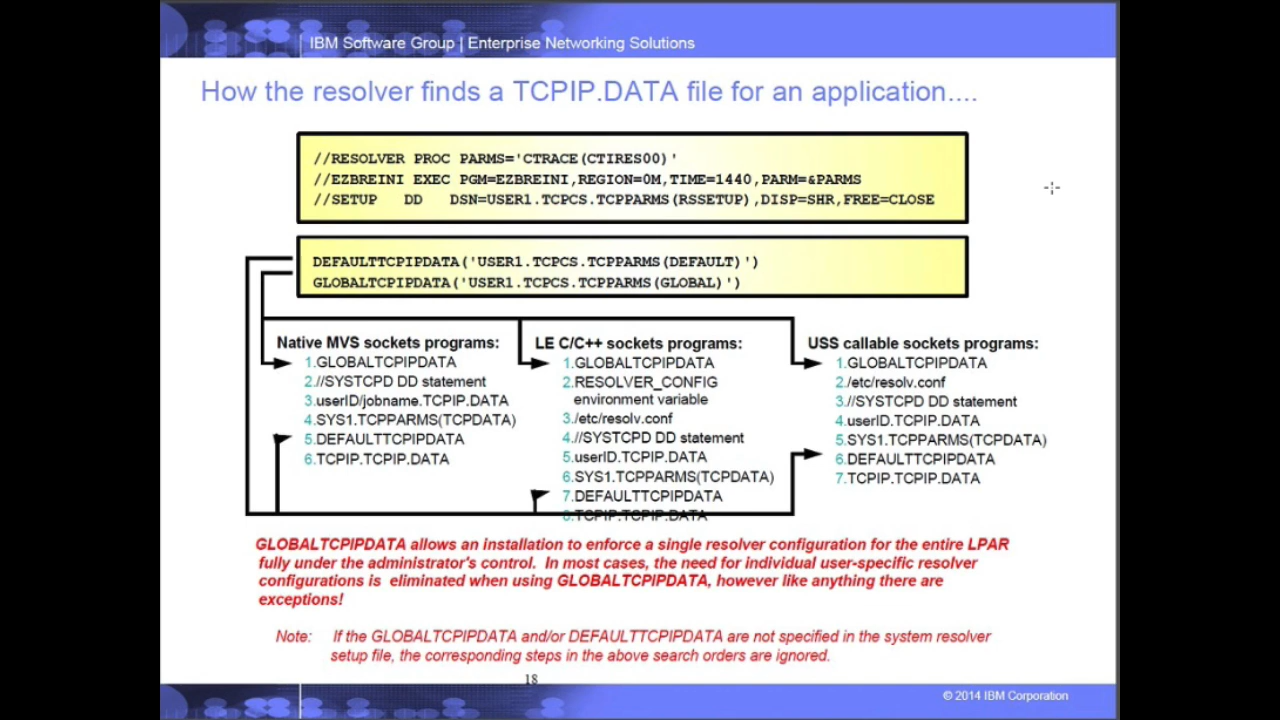 IBM Software Group | Enterprise Networking Solutions
How the resolver finds a TCPIP.DATA file for an application....
//RESOLVER PROC PARMS='CTRACE(CTIRES00)'
//EZBREINI EXEC PGM=EZBREINI,REGION=0M,TIME=1440,PARM=&PARMS
//SETUP DD DSN=USER1.TCPCS.TCPPARMS(RSSETUP),DISP=SHR,FREE=CLOSE
DEFAULTTCPIPDATA('USER1.TCPCS.TCPPARMS(DEFAULT)')
GLOBALTCPIPDATA('USER1.TCPCS.TCPPARMS(GLOBAL)')
Native MVS sockets programs:
1.GLOBALTCPIPDATA
2.//SYSTCPD DD statement
3.userID/jobname.TCPIP.DATA
4.SYS1.TCPPARMS(TCPDATA)
5.DEFAULTTCPIPDATA
6.TCPIP.TCPIP.DATA
LE C/C++ sockets programs:
1.GLOBALTCPIPDATA
2.RESOLVER_CONFIG
environment variable
3./etc/resolv.conf
4.//SYSTCPD DD statement
5.userID.TCPIP.DATA
6.SYS1.TCPPARMS(TCPDATA)
7.DEFAULTTCPIPDATA
8.TCPIP.TCPIP.DATA
USS callable sockets programs:
1.GLOBALTCPIPDATA
2./etc/resolv.conf
3.//SYSTCPD DD statement
4.userID.TCPIP.DATA
5.SYS1.TCPPARMS(TCPDATA)
6.DEFAULTTCPIPDATA
7.TCPIP.TCPIP.DATA
GLOBALTCPIPDATA allows an installation to enforce a single resolver configuration for the entire LPAR
fully under the administrator's control. In most cases, the need for individual user-specific resolver
configurations is eliminated when using GLOBALTCPIPDATA, however like anything there are
exceptions!
Note: If the GLOBALTCPIPDATA and/or DEFAULTTCPIPDATA are not specified in the system resolver
setup file, the corresponding steps in the above search orders are ignored.
18
© 2014 IBM Corporation